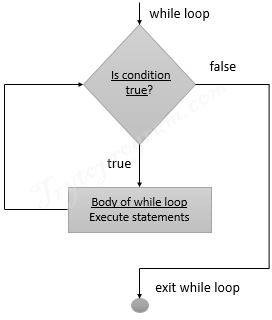 while loop
Is condition
true?
false
true
Body of while loop
Execute statements
exit while loop